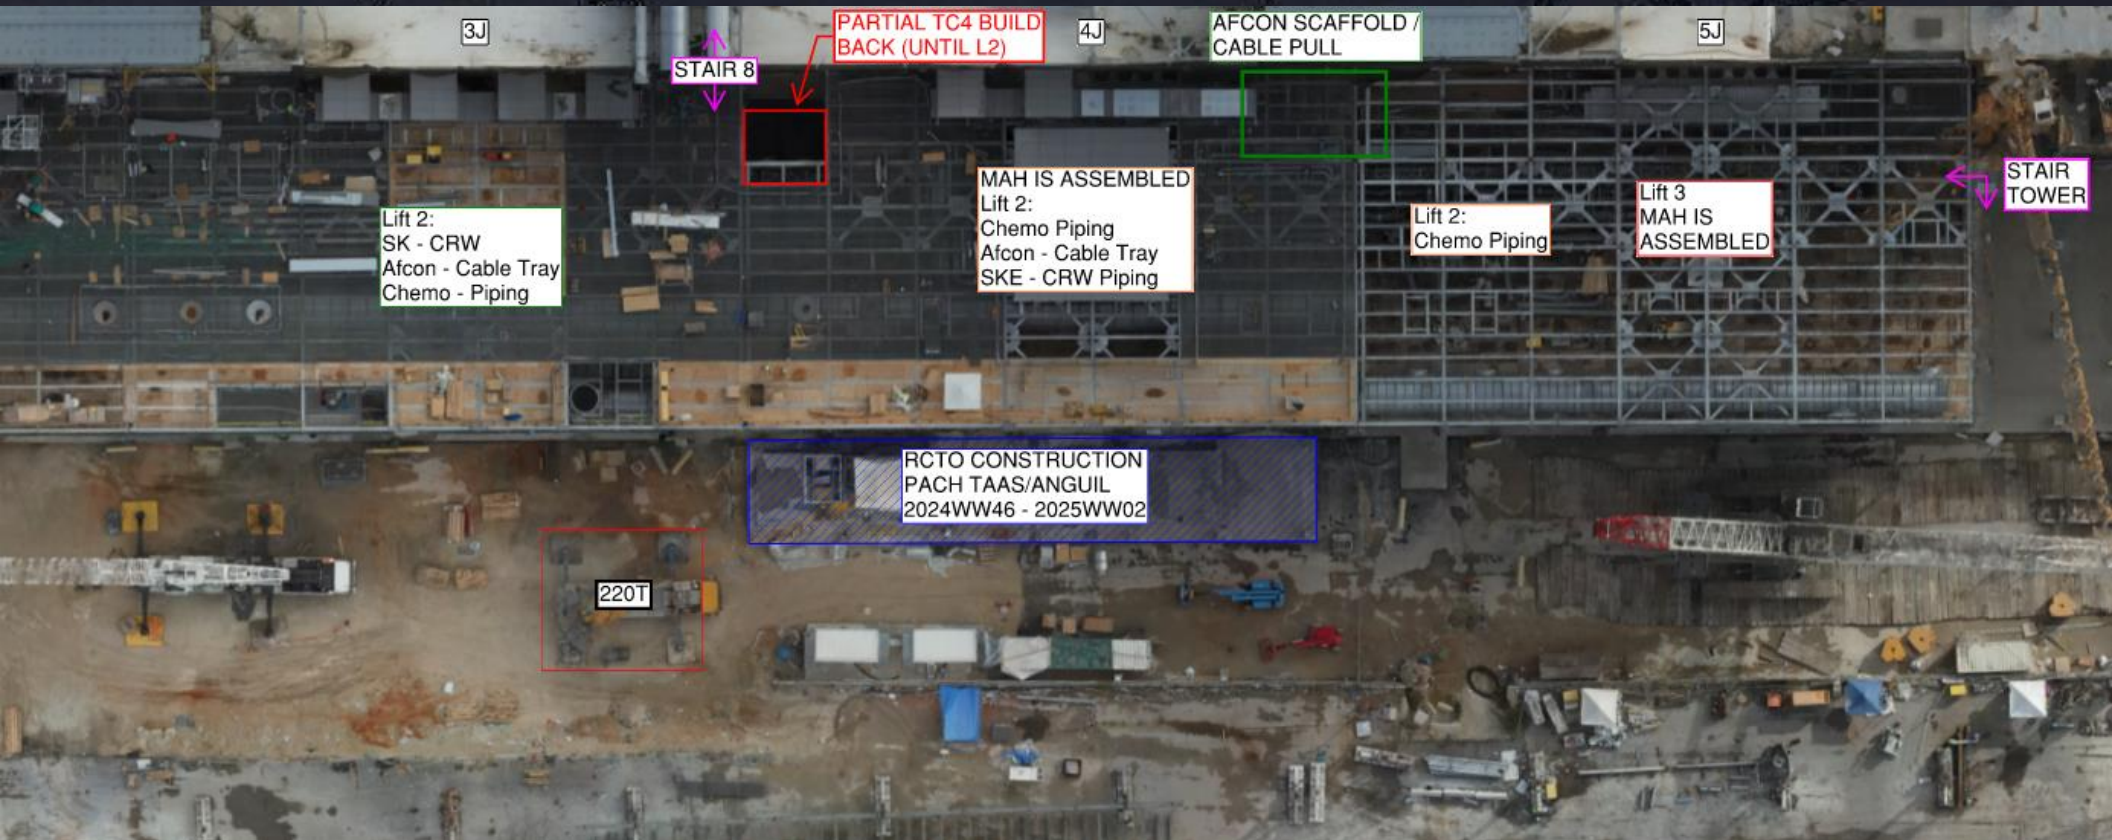 3J
PARTIAL TC4 BUILD
BACK (UNTIL L2)
4J
AFCON SCAFFOLD /
CABLE PULL
5J
STAIR 8
STAIR
TOWER
MAH IS ASSEMBLED
Lift 2:
Chemo Piping
Afcon - Cable Tray
SKE - CRW Piping
Lift 3
MAH IS
ASSEMBLED
Lift 2:
Chemo Piping
Lift 2:
SK - CRW
Afcon - Cable Tray
Chemo - Piping
RCTO CONSTRUCTION
PACH TAAS/ANGUIL
2024WW46 - 2025WW02
220T